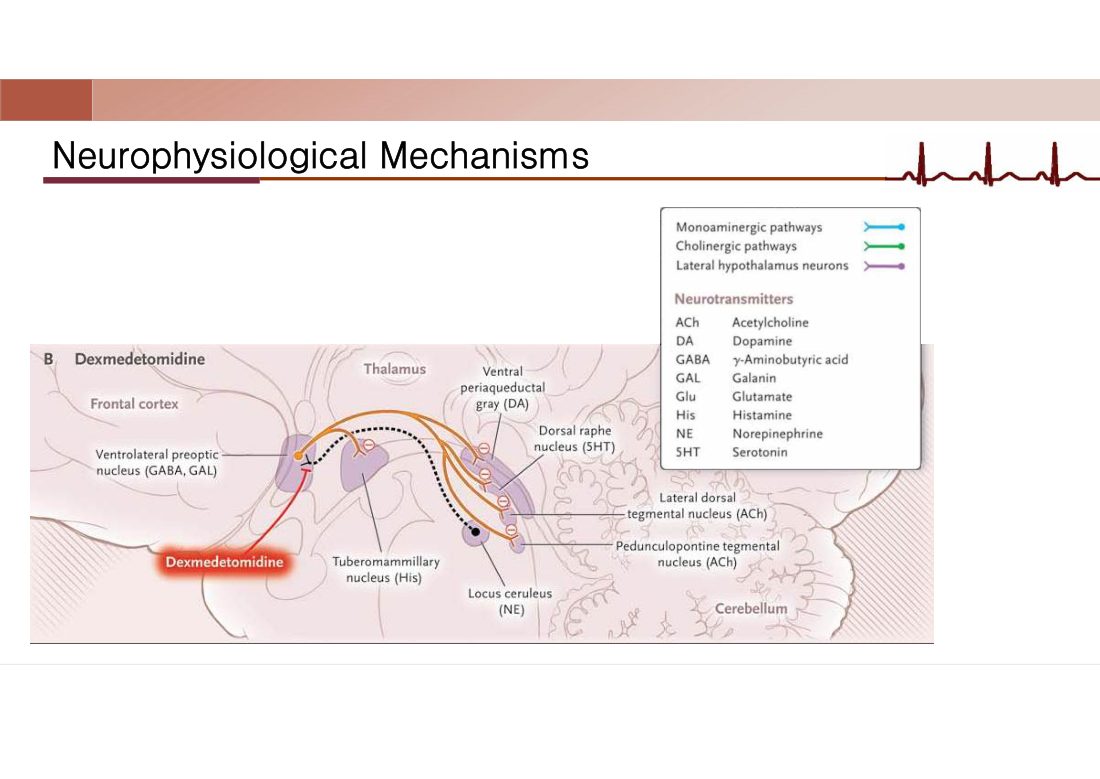 Neurophysiological Mechanisms
Monoaminergic pathways
Cholinergic pathways
Lateral hypothalamus neurons
Neurotransmitters
ACh Acetylcholine
DA Dopamine
GABA γ-Aminobutyric acid
GAL Galanin
Glu Glutamate
His Histamine
NE Norepinephrine
5HT Serotonin
B Dexmedetomidine
Frontal cortex
Thalamus
Ventral
periaqueductal
gray (DA)
Dorsal raphe
nucleus (5HT)
Ventrolateral preoptic
nucleus (GABA, GAL)
Lateral dorsal
tegmental nucleus (ACh)
Pedunculopontine tegmental
nucleus (ACh)
Dexmedetomidine
Tuberomammillary
nucleus (His)
Locus ceruleus
(NE)
Cerebellum